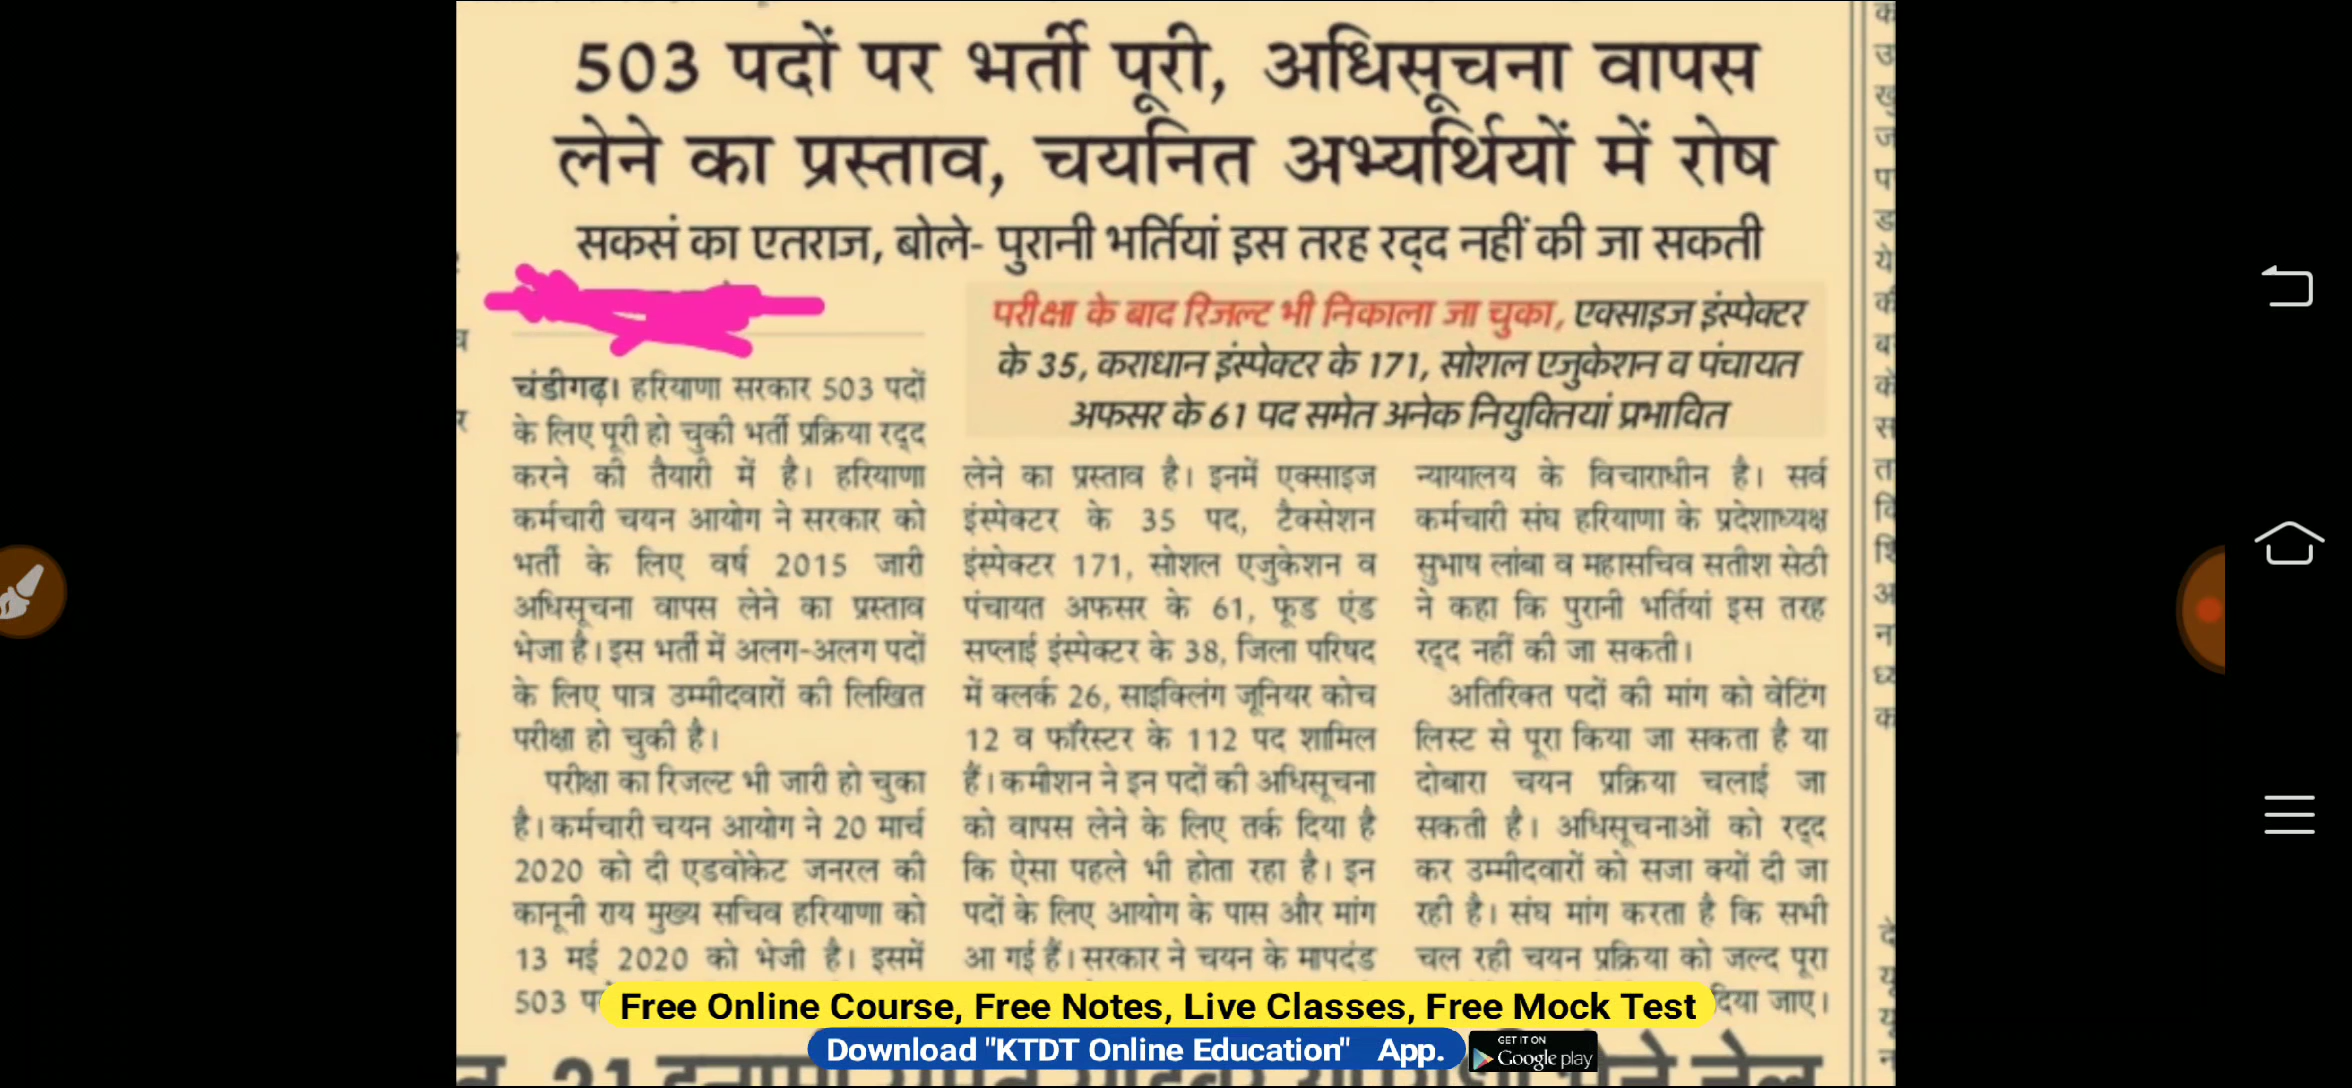 503 पदों पर भर्ती पूरी, अधिसूचना वापस
लेने का प्रस्ताव, चयनित अभ्यर्थियों में रोष
सकसं का एतराज, बोले- पुरानी भर्तियां इस तरह रद्द नहीं की जा सकती
परीक्षा के बाद रिजल्ट भी निकाला जा चुका, एक्साइज इंस्पेक्टर
के 35, कराधान इंस्पेक्टर के 171, सोशल एजुकेशन व पंचायत
अफसर के 61 पद समेत अनेक नियुक्तियां प्रभावित
चंडीगढ़। हरियाणा सरकार 503 पदों
के लिए पूरी हो चुकी भर्ती प्रक्रिया रद्द
करने की तैयारी में है। हरियाणा
कर्मचारी चयन आयोग ने सरकार को
भर्ती के लिए वर्ष 2015 जारी
अधिसूचना वापस लेने का प्रस्ताव
भेजा है। इस भर्ती में अलग-अलग पदों
के लिए पात्र उम्मीदवारों की लिखित
परीक्षा हो चुकी है।
परीक्षा का रिजल्ट भी जारी हो चुका
है। कर्मचारी चयन आयोग ने 20 मार्च
2020 को दी एडवोकेट जनरल की
कानूनी राय मुख्य सचिव हरियाणा को
13 मई 2020 को भेजी है। इसमें
503
लेने का प्रस्ताव है। इनमें एक्साइज
इंस्पेक्टर के 35 पद, टैक्सेशन
इंस्पेक्टर 171, सोशल एजुकेशन व
पंचायत अफसर के 61, फूड एंड
सप्लाई इंस्पेक्टर के 38, जिला परिषद
में क्लर्क 26, साइक्लिंग जूनियर कोच
12 व फॉरेस्टर के 112 पद शामिल
हैं। कमीशन ने इन पदों की अधिसूचना
को वापस लेने के लिए तर्क दिया है
कि ऐसा पहले भी होता रहा है। इन
पदों के लिए आयोग के पास और मांग
आ गई हैं। सरकार ने चयन के मापदंड
न्यायालय के विचाराधीन है। सर्व
कर्मचारी संघ हरियाणा के प्रदेशाध्यक्ष
सुभाष लांबा व महासचिव सतीश सेठी
ने कहा कि पुरानी भर्तियां इस तरह
रद्द नहीं की जा सकती।
अतिरिक्त पदों की मांग को वेटिंग
लिस्ट से पूरा किया जा सकता है या
दोबारा चयन प्रक्रिया चलाई जा
सकती है। अधिसूचनाओं को रद्द
कर उम्मीदवारों को सजा क्यों दी जा
रही है। संघ मांग करता है कि सभी
चल रही चयन प्रक्रिया को जल्द पूरा
दिया जाए।
Free Online Course, Free Notes, Live Classes, Free Mock Test
Download "KTDT Online Education" App.
GET IT ON
Google play